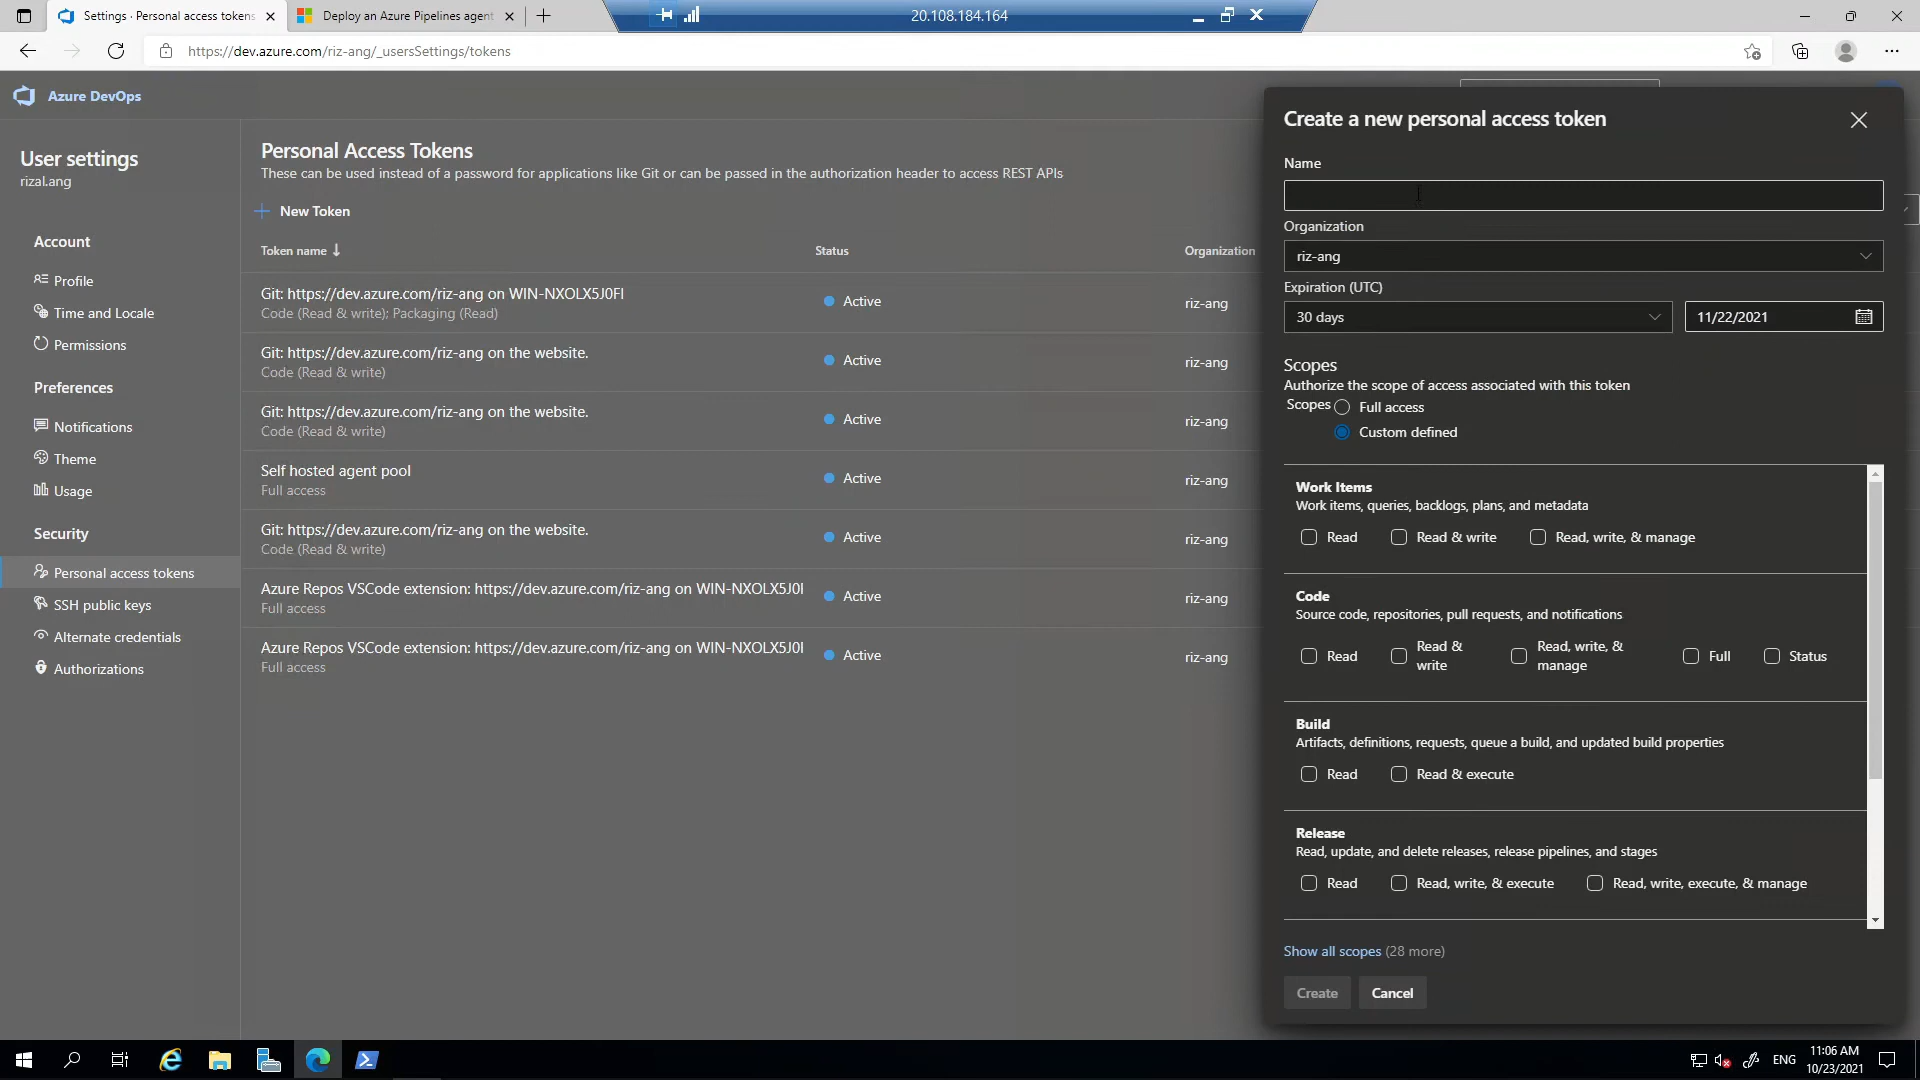 Settings · Personal access tokens
Deploy an Azure Pipelines agent
20.108.184.164
https://dev.azure.com/riz-ang/_usersSettings/tokens
Azure DevOps
User settings
rizal.ang
Account
Profile
Time and Locale
Permissions
Preferences
Notifications
Theme
Usage
Security
Personal access tokens
SSH public keys
Alternate credentials
Authorizations
Personal Access Tokens
These can be used instead of a password for applications like Git or can be passed in the authorization header to access REST APIs
New Token
Token name Status Organization
Git: https://dev.azure.com/riz-ang on WIN-NXOLX5J0FI Active riz-ang
Code (Read & write); Packaging (Read)
Git: https://dev.azure.com/riz-ang on the website. Active riz-ang
Code (Read & write)
Git: https://dev.azure.com/riz-ang on the website. Active riz-ang
Code (Read & write)
Self hosted agent pool Active riz-ang
Full access
Git: https://dev.azure.com/riz-ang on the website. Active riz-ang
Code (Read & write)
Azure Repos VSCode extension: https://dev.azure.com/riz-ang on WIN-NXOLX5J0I Active riz-ang
Full access
Azure Repos VSCode extension: https://dev.azure.com/riz-ang on WIN-NXOLX5J0I Active riz-ang
Full access
Create a new personal access token
Name
Organization
riz-ang
Expiration (UTC)
30 days 11/22/2021
Scopes
Authorize the scope of access associated with this token
Scopes Full access
Custom defined
Work Items
Work items, queries, backlogs, plans, and metadata
Read Read & write Read, write, & manage
Code
Source code, repositories, pull requests, and notifications
Read Read & write Read, write, & manage Full Status
Build
Artifacts, definitions, requests, queue a build, and updated build properties
Read Read & execute
Release
Read, update, and delete releases, release pipelines, and stages
Read Read, write, & execute Read, write, execute, & manage
Show all scopes (28 more)
Create Cancel
ENG 11:06 AM
10/23/2021